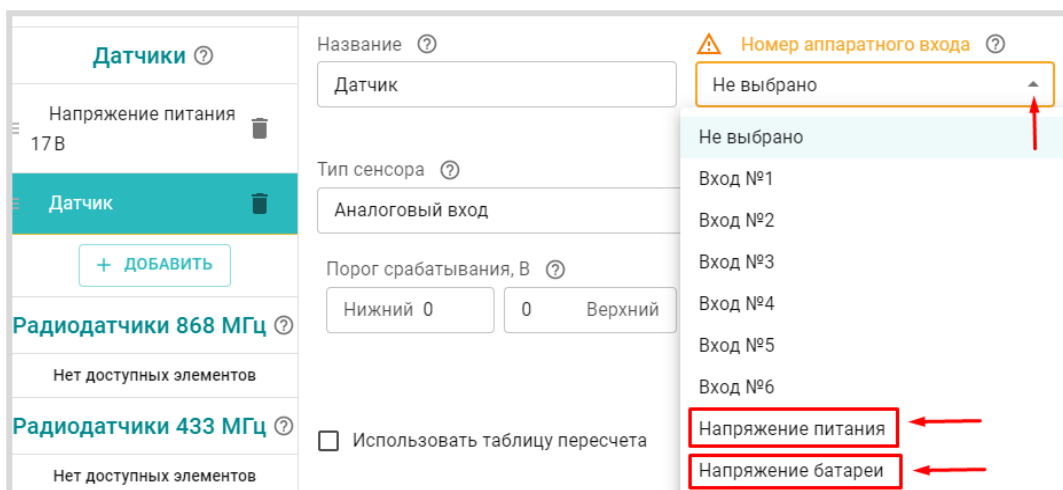 Датчики
Напряжение питания
17 В
Датчик
+ ДОБАВИТЬ
Радиодатчики 868 МГц
Нет доступных элементов
Радиодатчики 433 МГц
Нет доступных элементов
Название
Датчик
Тип сенсора
Аналоговый вход
Порог срабатывания, В
Нижний 0
0 Верхний
Использовать таблицу пересчета
Номер аппаратного входа
Не выбрано
Не выбрано
Вход №1
Вход №2
Вход №3
Вход №4
Вход №5
Вход №6
Напряжение питания
Напряжение батареи